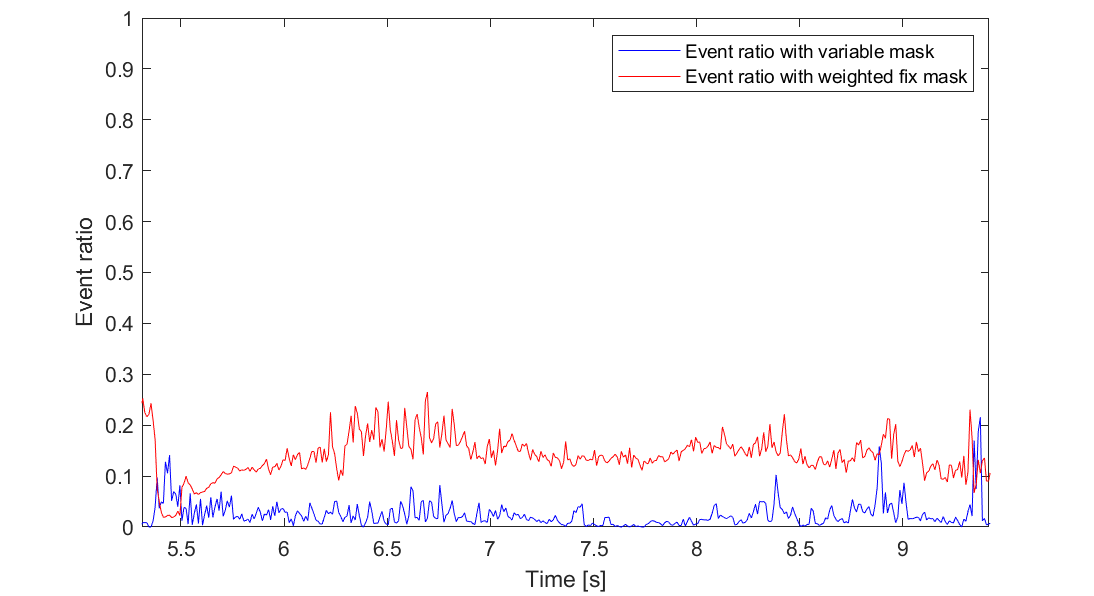 1
0.9
0.8
0.7
0.6
0.5
0.4
0.3
0.2
0.1
0
Event ratio
Event ratio with variable mask
Event ratio with weighted fix mask
5.5 6 6.5 7 7.5 8 8.5 9
Time [s]